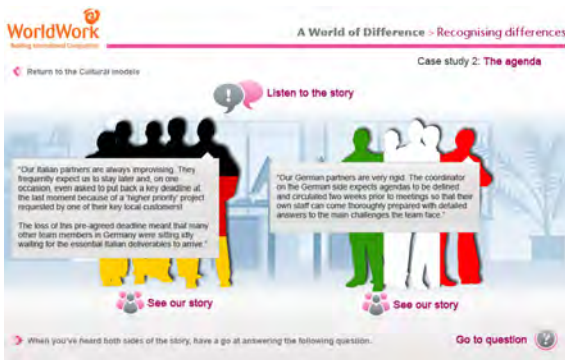 WorldWork
Building International Competence
A World of Difference > Recognising differences
Case study 2: The agenda
Return to the Cultural models
Listen to the story
"Our Italian partners are always improvising. They
frequently expect us to stay later and, on one
occasion, even asked to put back a key deadline at
the last moment because of a 'higher priority' project
requested by one of their key local customers!
The loss of this pre-agreed deadline meant that many
other team members in Germany were sitting idly
waiting for the essential Italian deliverables to arrive."
"Our German partners are very rigid. The coordinator
on the German side expects agendas to be defined
and circulated two weeks prior to meetings so that their
own staff can come thoroughly prepared with detailed
answers to the main challenges the team face."
See our story
See our story
When you've heard both sides of the story, have a go at answering the following question.
Go to question